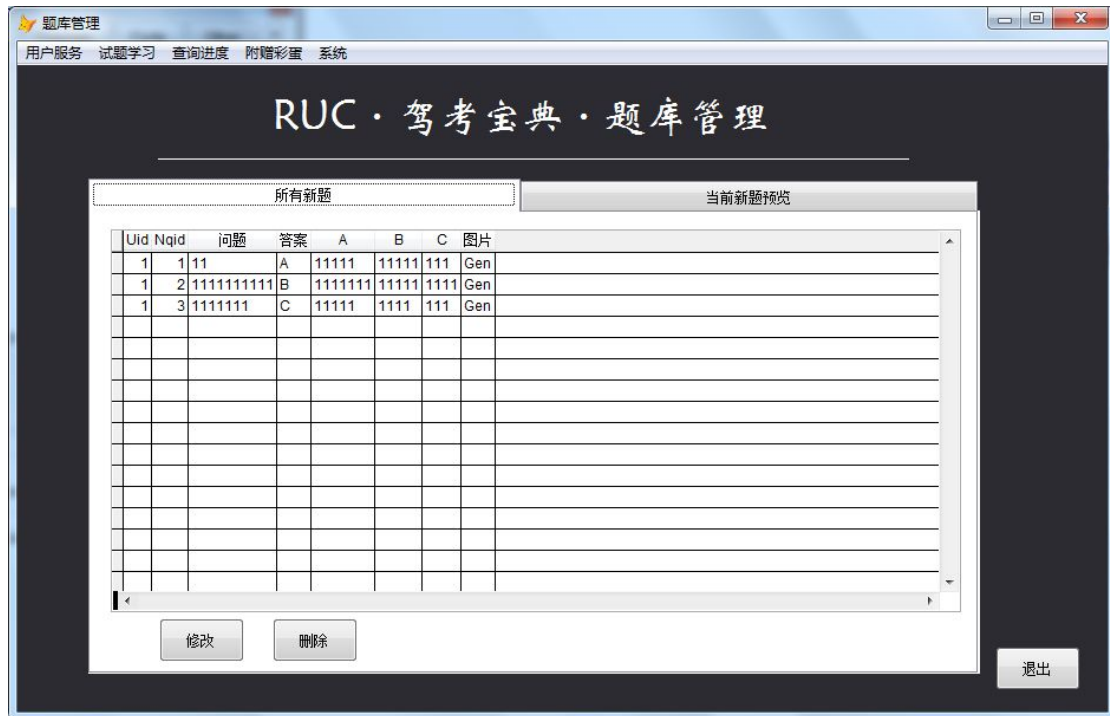 题库管理
用户服务 试题学习 查询进度 附赠彩蛋 系统
RUC·驾考宝典·题库管理
所有新题 当前新题预览
Uid Nqid 问题 答案 A B C 图片
1 1 11 A 11111 11111 111 Gen
1 2 1111111111 B 1111111 11111 1111 Gen
1 3 1111111 C 11111 1111 111 Gen
修改 删除
退出